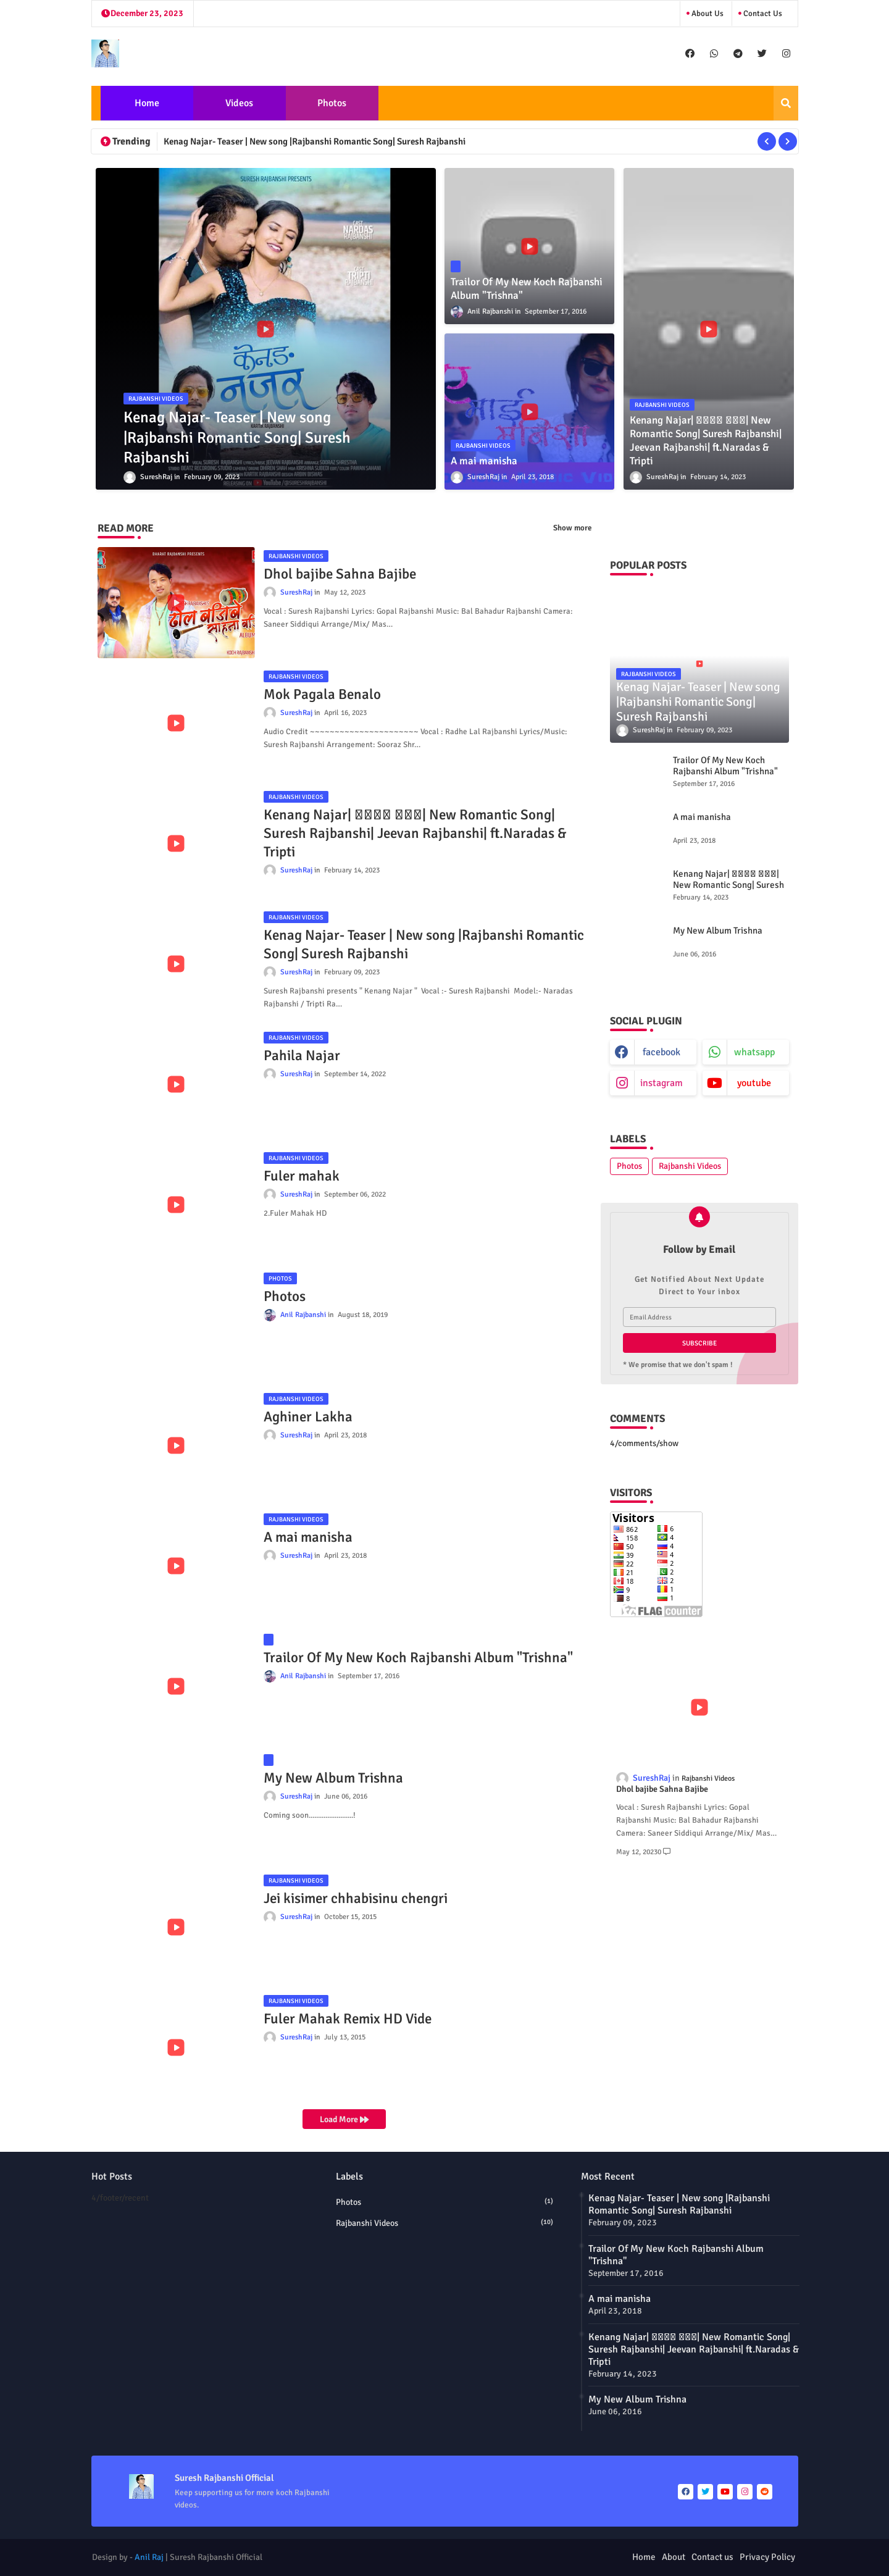 December 23, 2023
About Us
Contact Us
Home
Videos
Photos
Trending
Kenag Najar- Teaser | New song |Rajbanshi Romantic Song| Suresh Rajbanshi
SURESH RAJBANSHI PRESENTS
CAST
NARDAS
RAJBANSHI
&
TRIPTI
RAJBANSHI
केनङ
नजर
RAJBANSHI VIDEOS
Kenag Najar- Teaser | New song
|Rajbanshi Romantic Song| Suresh
Rajbanshi
SureshRaj in February 09, 2023
Trailor Of My New Koch Rajbanshi
Album "Trishna"
Anil Rajbanshi in September 17, 2016
RAJBANSHI VIDEOS
A mai manisha
SureshRaj in April 23, 2018
RAJBANSHI VIDEOS
Kenang Najar| | New
Romantic Song| Suresh Rajbanshi|
Jeevan Rajbanshi| ft.Naradas &
Tripti
SureshRaj in February 14, 2023
READ MORE
Show more
BHARAT RAJBANSHI PRESENTS
RAJBANSHI VIDEOS
Dhol bajibe Sahna Bajibe
SureshRaj in May 12, 2023
Vocal : Suresh Rajbanshi Lyrics: Gopal Rajbanshi Music: Bal Bahadur Rajbanshi Camera:
Saneer Siddiqui Arrange/Mix/ Mas…
RAJBANSHI VIDEOS
Mok Pagala Benalo
SureshRaj in April 16, 2023
Audio Credit ~~~~~~~~~~~~~~~~~~~~~~ Vocal : Radhe Lal Rajbanshi Lyrics/Music:
Suresh Rajbanshi Arrangement: Sooraz Shr…
RAJBANSHI VIDEOS
Kenang Najar| | New Romantic Song|
Suresh Rajbanshi| Jeevan Rajbanshi| ft.Naradas &
Tripti
SureshRaj in February 14, 2023
RAJBANSHI VIDEOS
Kenag Najar- Teaser | New song |Rajbanshi Romantic
Song| Suresh Rajbanshi
SureshRaj in February 09, 2023
Suresh Rajbanshi presents " Kenang Najar " Vocal :- Suresh Rajbanshi Model:- Naradas
Rajbanshi / Tripti Ra…
RAJBANSHI VIDEOS
Pahila Najar
SureshRaj in September 14, 2022
RAJBANSHI VIDEOS
Fuler mahak
SureshRaj in September 06, 2022
2.Fuler Mahak HD
PHOTOS
Photos
Anil Rajbanshi in August 18, 2019
RAJBANSHI VIDEOS
Aghiner Lakha
SureshRaj in April 23, 2018
RAJBANSHI VIDEOS
A mai manisha
SureshRaj in April 23, 2018
Trailor Of My New Koch Rajbanshi Album "Trishna"
Anil Rajbanshi in September 17, 2016
My New Album Trishna
SureshRaj in June 06, 2016
Coming soon.......................!
RAJBANSHI VIDEOS
Jei kisimer chhabisinu chengri
SureshRaj in October 15, 2015
RAJBANSHI VIDEOS
Fuler Mahak Remix HD Vide
SureshRaj in July 13, 2015
Load More
POPULAR POSTS
RAJBANSHI VIDEOS
Kenag Najar- Teaser | New song
|Rajbanshi Romantic Song|
Suresh Rajbanshi
SureshRaj in February 09, 2023
Trailor Of My New Koch
Rajbanshi Album "Trishna"
September 17, 2016
A mai manisha
April 23, 2018
Kenang Najar| |
New Romantic Song| Suresh
February 14, 2023
My New Album Trishna
June 06, 2016
SOCIAL PLUGIN
facebook
whatsapp
instagram
youtube
LABELS
Photos
Rajbanshi Videos
Follow by Email
Get Notified About Next Update
Direct to Your inbox
Email Address
SUBSCRIBE
* We promise that we don't spam !
COMMENTS
4/comments/show
VISITORS
Visitors
862 6
158 4
50 4
39 4
22 2
21 2
18 2
9 1
8 1
FLAG counter
SureshRaj in Rajbanshi Videos
Dhol bajibe Sahna Bajibe
Vocal : Suresh Rajbanshi Lyrics: Gopal
Rajbanshi Music: Bal Bahadur Rajbanshi
Camera: Saneer Siddiqui Arrange/Mix/ Mas…
May 12, 20230
Hot Posts
4/footer/recent
Labels
Photos (1)
Rajbanshi Videos (10)
Most Recent
Kenag Najar- Teaser | New song |Rajbanshi
Romantic Song| Suresh Rajbanshi
February 09, 2023
Trailor Of My New Koch Rajbanshi Album
"Trishna"
September 17, 2016
A mai manisha
April 23, 2018
Kenang Najar| | New Romantic Song|
Suresh Rajbanshi| Jeevan Rajbanshi| ft.Naradas &
Tripti
February 14, 2023
My New Album Trishna
June 06, 2016
Suresh Rajbanshi Official
Keep supporting us for more koch Rajbanshi
videos.
Design by - Anil Raj | Suresh Rajbanshi Official
Home
About
Contact us
Privacy Policy